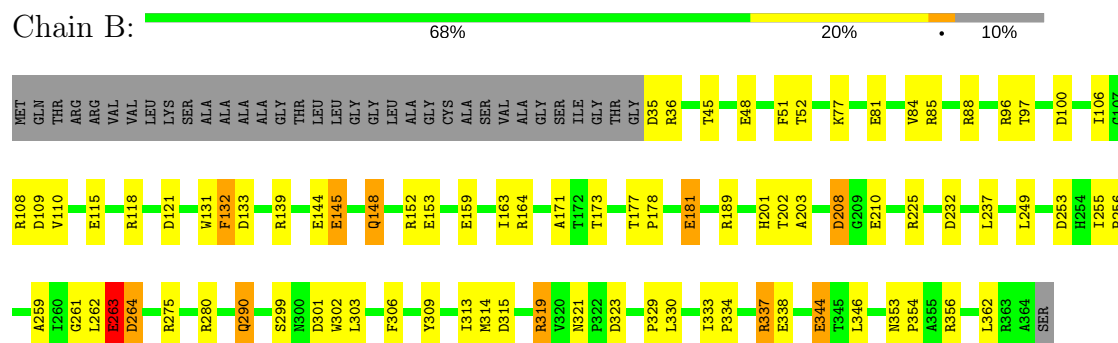 Chain B:
68% 20% • 10%
MET GLN THR ARG ARG VAL VAL LEU LYS SER ALA ALA ALA ALA ALA GLY THR LEU LEU GLY GLY LEU ALA GLY CYS ALA SER VAL ALA GLY SER ILE GLY THR GLY D35 R36 T45 E48 F51 T52 K77 E81 V84 R85 R88 R96 T97 D100 I106 G107
R108 D109 V110 E115 R118 D121 W131 F132 D133 R139 E144 E145 Q148 R152 E153 E159 I163 R164 A171 T172 T173 T177 P178 E181 R189 H201 T202 A203 D208 G209 E210 R225 D232 L237 L249 D253 H254 I255 P256
A259 I260 G261 L262 E263 D264 R275 R280 Q290 S299 N300 D301 W302 L303 F306 Y309 I313 M314 D315 R319 V320 N321 P322 D323 P329 L330 I333 P334 R337 E338 E344 T345 L346 N353 P354 A355 R356 L362 R363 A364 SER